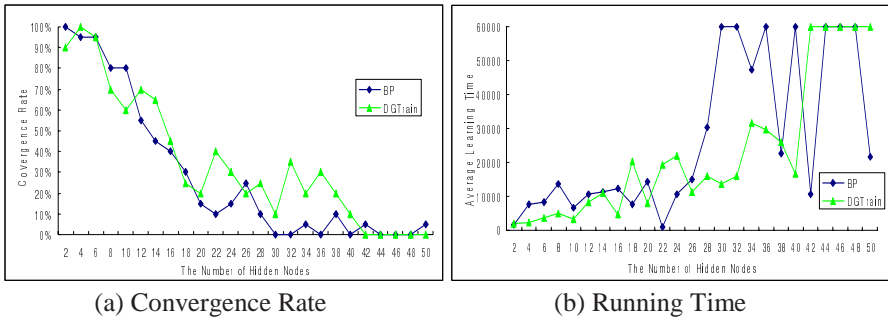 100%
90%
80%
70%
60%
50%
40%
30%
20%
10%
0%
Covergence Rate
BP
DGTrain
2 4 6 8 10 12 14 16 18 20 22 24 26 28 30 32 34 36 38 40 42 44 46 48 50
The Number of Hidden Nodes
(a) Convergence Rate
60000
50000
40000
30000
20000
10000
0
Average Learning Time
BP
DGTrain
2 4 6 8 10 12 14 16 18 20 22 24 26 28 30 32 34 36 38 40 42 44 46 48 50
The Number of Hidden Nodes
(b) Running Time